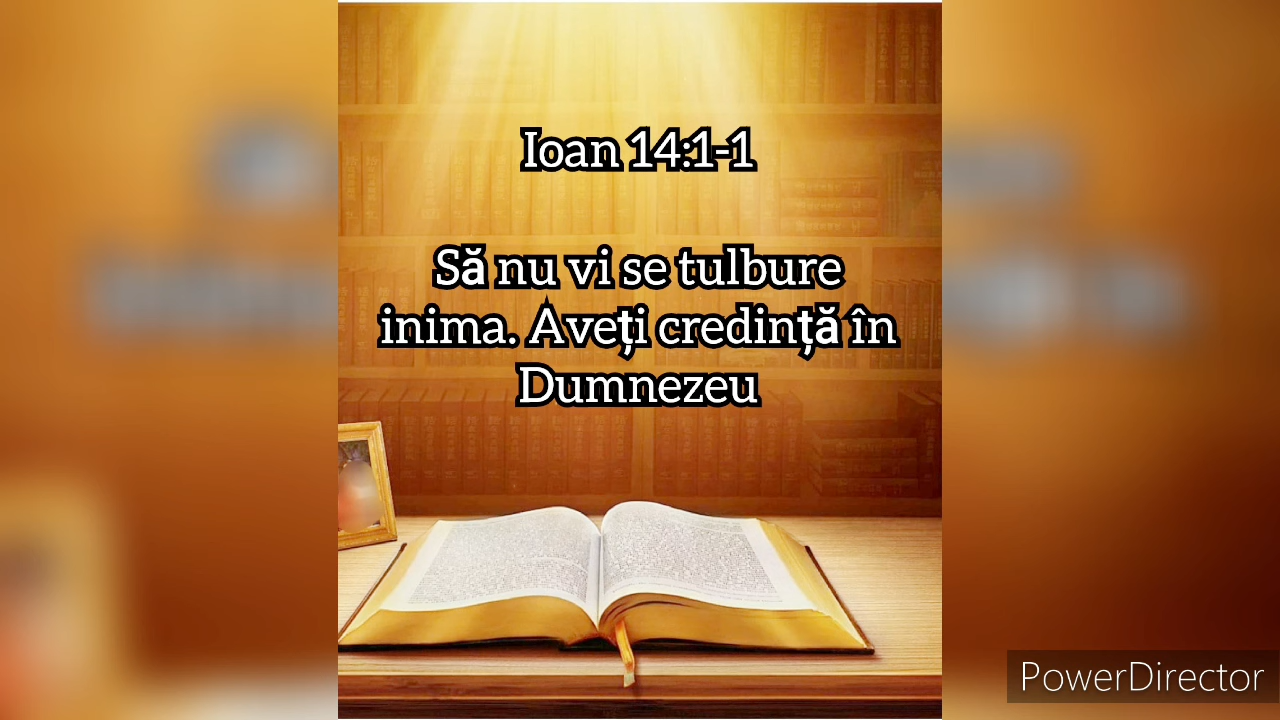 Ioan 14:1-1
Să nu vi se tulbure
inima. Aveți credință în
Dumnezeu
PowerDirector